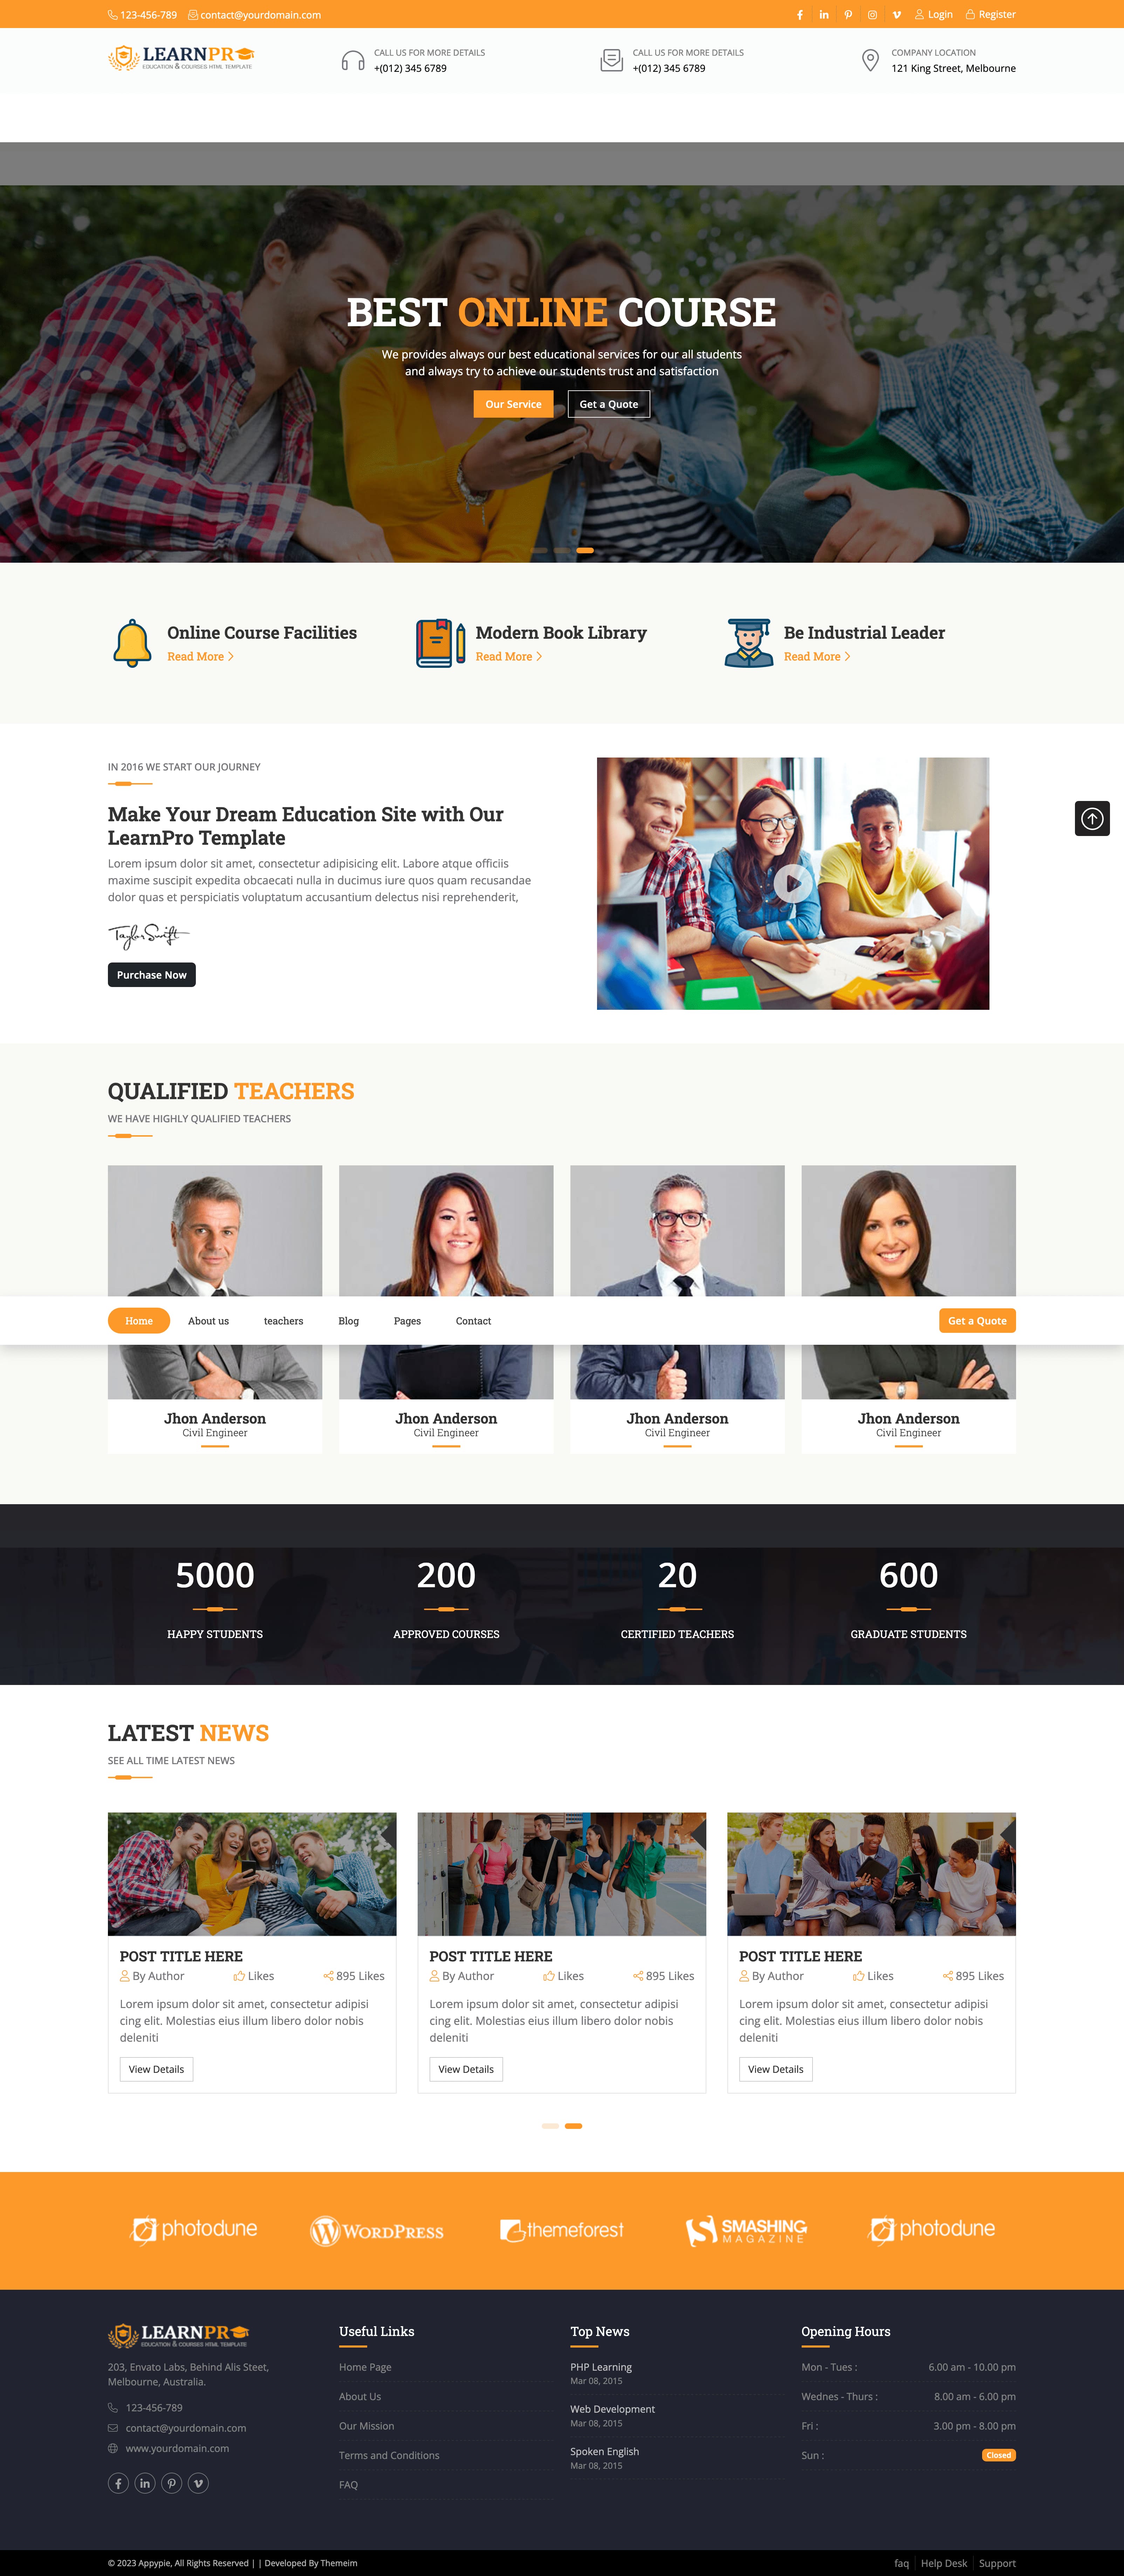 123-456-789 contact@yourdomain.com Login Register
LEARNPRO
EDUCATION & COURSES HTML TEMPLATE
CALL US FOR MORE DETAILS
+(012) 345 6789
CALL US FOR MORE DETAILS
+(012) 345 6789
COMPANY LOCATION
121 King Street, Melbourne
BEST ONLINE COURSE
We provides always our best educational services for our all students
and always try to achieve our students trust and satisfaction
Our Service Get a Quote
Online Course Facilities
Read More
Modern Book Library
Read More
Be Industrial Leader
Read More
IN 2016 WE START OUR JOURNEY
Make Your Dream Education Site with Our
LearnPro Template
Lorem ipsum dolor sit amet, consectetur adipisicing elit. Labore atque officiis
maxime suscipit expedita obcaecati nulla in ducimus iure quos quam recusandae
dolor quas et perspiciatis voluptatum accusantium delectus nisi reprehenderit,
Taylor Swift
Purchase Now
QUALIFIED TEACHERS
WE HAVE HIGHLY QUALIFIED TEACHERS
Home About us teachers Blog Pages Contact Get a Quote
Jhon Anderson
Civil Engineer
Jhon Anderson
Civil Engineer
Jhon Anderson
Civil Engineer
Jhon Anderson
Civil Engineer
5000
HAPPY STUDENTS
200
APPROVED COURSES
20
CERTIFIED TEACHERS
600
GRADUATE STUDENTS
LATEST NEWS
SEE ALL TIME LATEST NEWS
POST TITLE HERE
By Author Likes 895 Likes
Lorem ipsum dolor sit amet, consectetur adipisi
cing elit. Molestias eius illum libero dolor nobis
deleniti
View Details
POST TITLE HERE
By Author Likes 895 Likes
Lorem ipsum dolor sit amet, consectetur adipisi
cing elit. Molestias eius illum libero dolor nobis
deleniti
View Details
POST TITLE HERE
By Author Likes 895 Likes
Lorem ipsum dolor sit amet, consectetur adipisi
cing elit. Molestias eius illum libero dolor nobis
deleniti
View Details
photodune WORDPRESS themeforest SMASHING MAGAZINE photodune
LEARNPRO
EDUCATION & COURSES HTML TEMPLATE
203, Envato Labs, Behind Alis Steet,
Melbourne, Australia.
123-456-789
contact@yourdomain.com
www.yourdomain.com
Useful Links
Home Page
About Us
Our Mission
Terms and Conditions
FAQ
Top News
PHP Learning
Mar 08, 2015
Web Development
Mar 08, 2015
Spoken English
Mar 08, 2015
Opening Hours
Mon - Tues : 6.00 am - 10.00 pm
Wednes - Thurs : 8.00 am - 6.00 pm
Fri : 3.00 pm - 8.00 pm
Sun : Closed
© 2023 Appypie, All Rights Reserved | | Developed By Themeim
faq Help Desk Support